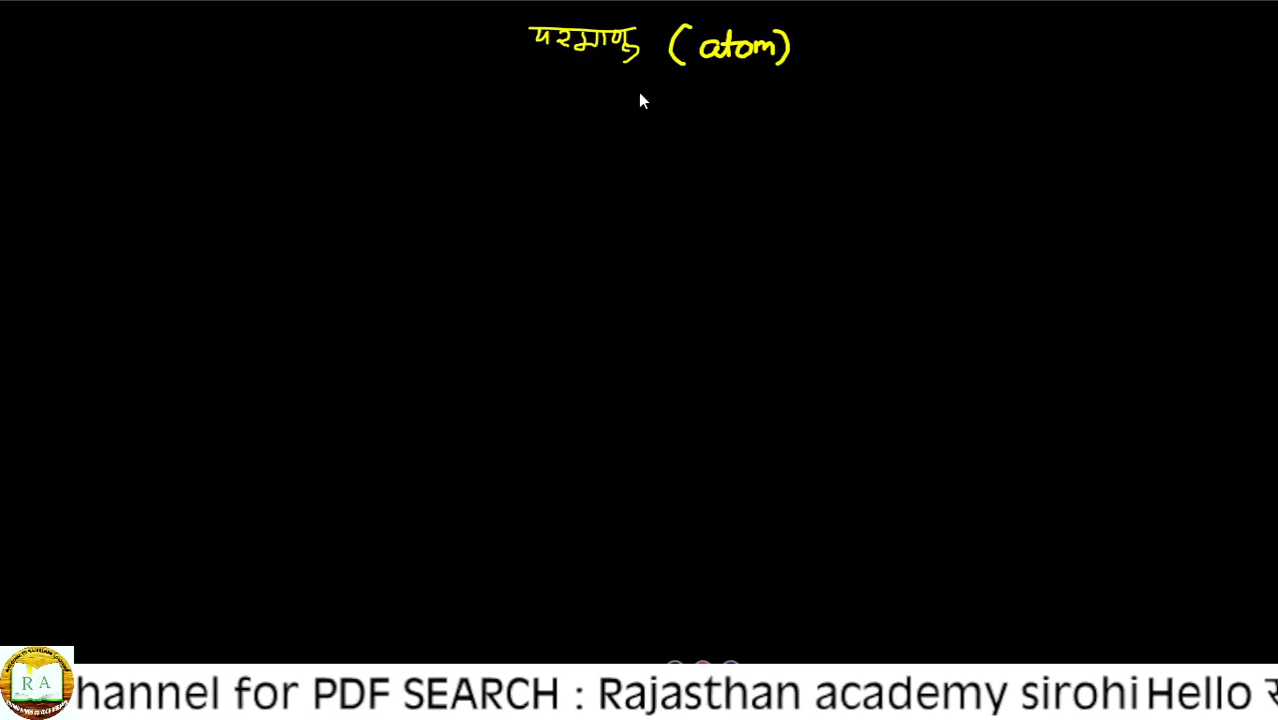 परमाणु (atom)
hannel for PDF SEARCH : Rajasthan academy sirohi Hello
R A